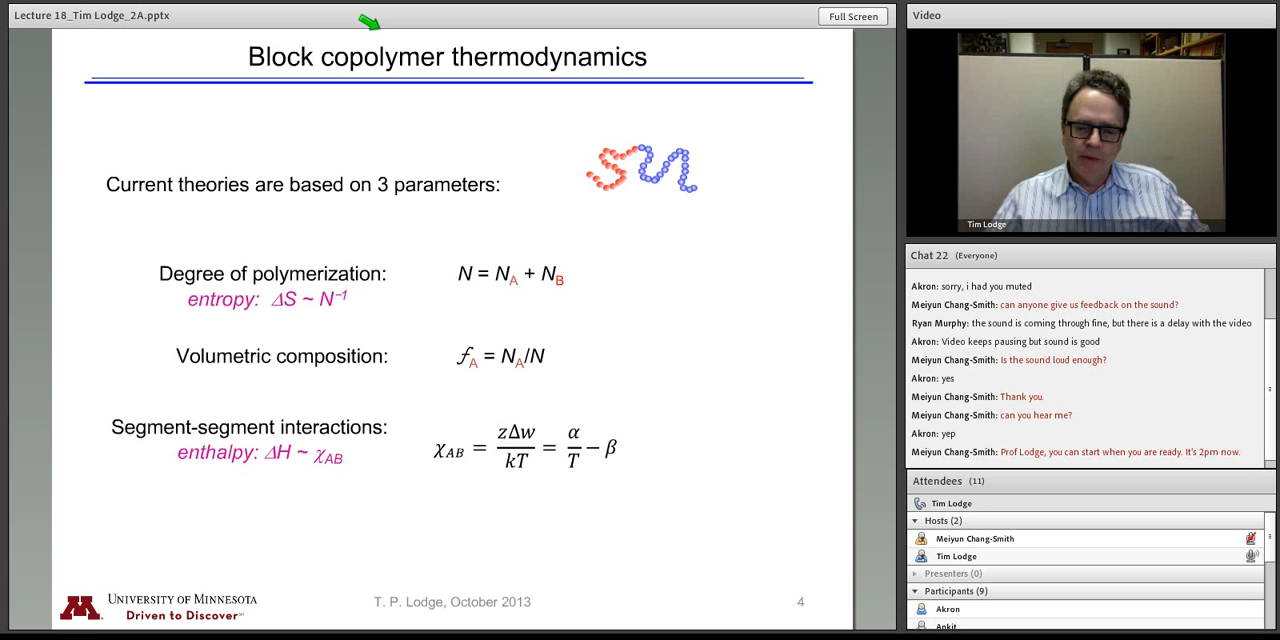 Lecture 18_Tim Lodge_2A.pptx
Full Screen
Block copolymer thermodynamics
Current theories are based on 3 parameters:
Degree of polymerization: N = N_A + N_B
entropy: ΔS ~ N⁻¹
Volumetric composition: f_A = N_A/N
Segment-segment interactions:
enthalpy: ΔH ~ χ_AB
χ_AB = zΔw/kT = α/T − β
UNIVERSITY OF MINNESOTA
Driven to Discover℠
T. P. Lodge, October 2013
4
Video
Tim Lodge
Chat 22 (Everyone)
Akron: sorry, i had you muted
Meiyun Chang-Smith: can anyone give us feedback on the sound?
Ryan Murphy: the sound is coming through fine, but there is a delay with the video
Akron: Video keeps pausing but sound is good
Meiyun Chang-Smith: Is the sound loud enough?
Akron: yes
Meiyun Chang-Smith: Thank you.
Meiyun Chang-Smith: can you hear me?
Akron: yep
Meiyun Chang-Smith: Prof Lodge, you can start when you are ready. It's 2pm now.
Attendees (11)
Tim Lodge
Hosts (2)
Meiyun Chang-Smith
Tim Lodge
Presenters (0)
Participants (9)
Akron
Ankit